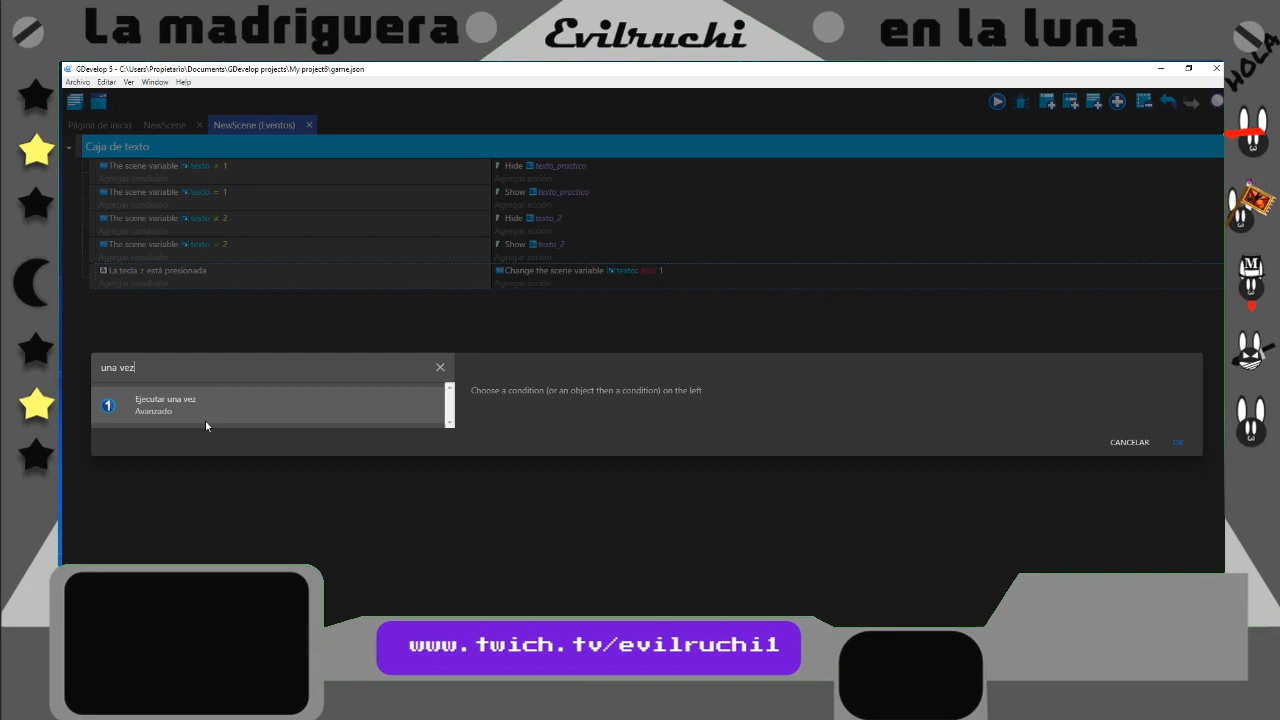 La madriguera
Evilruchi
en la luna
HOLA
GDevelop 5 - C:\Users\Propietario\Documents\GDevelop projects\My project6\game.json
Archivo Editar Ver Window Help
Página de inicio NewScene NewScene (Eventos)
Caja de texto
The scene variable texto ≠ 1 Hide texto_practico
Agregar condición Agregar acción
The scene variable texto = 1 Show texto_practico
Agregar condición Agregar acción
The scene variable texto ≠ 2 Hide texto_2
Agregar condición Agregar acción
The scene variable texto = 2 Show texto_2
Agregar condición Agregar acción
La tecla z está presionada Change the scene variable texto: add 1
Agregar condición Agregar acción
una vez
Ejecutar una vez
Avanzado
Choose a condition (or an object then a condition) on the left
CANCELAR OK
M
www.twich.tv/evilruchi1